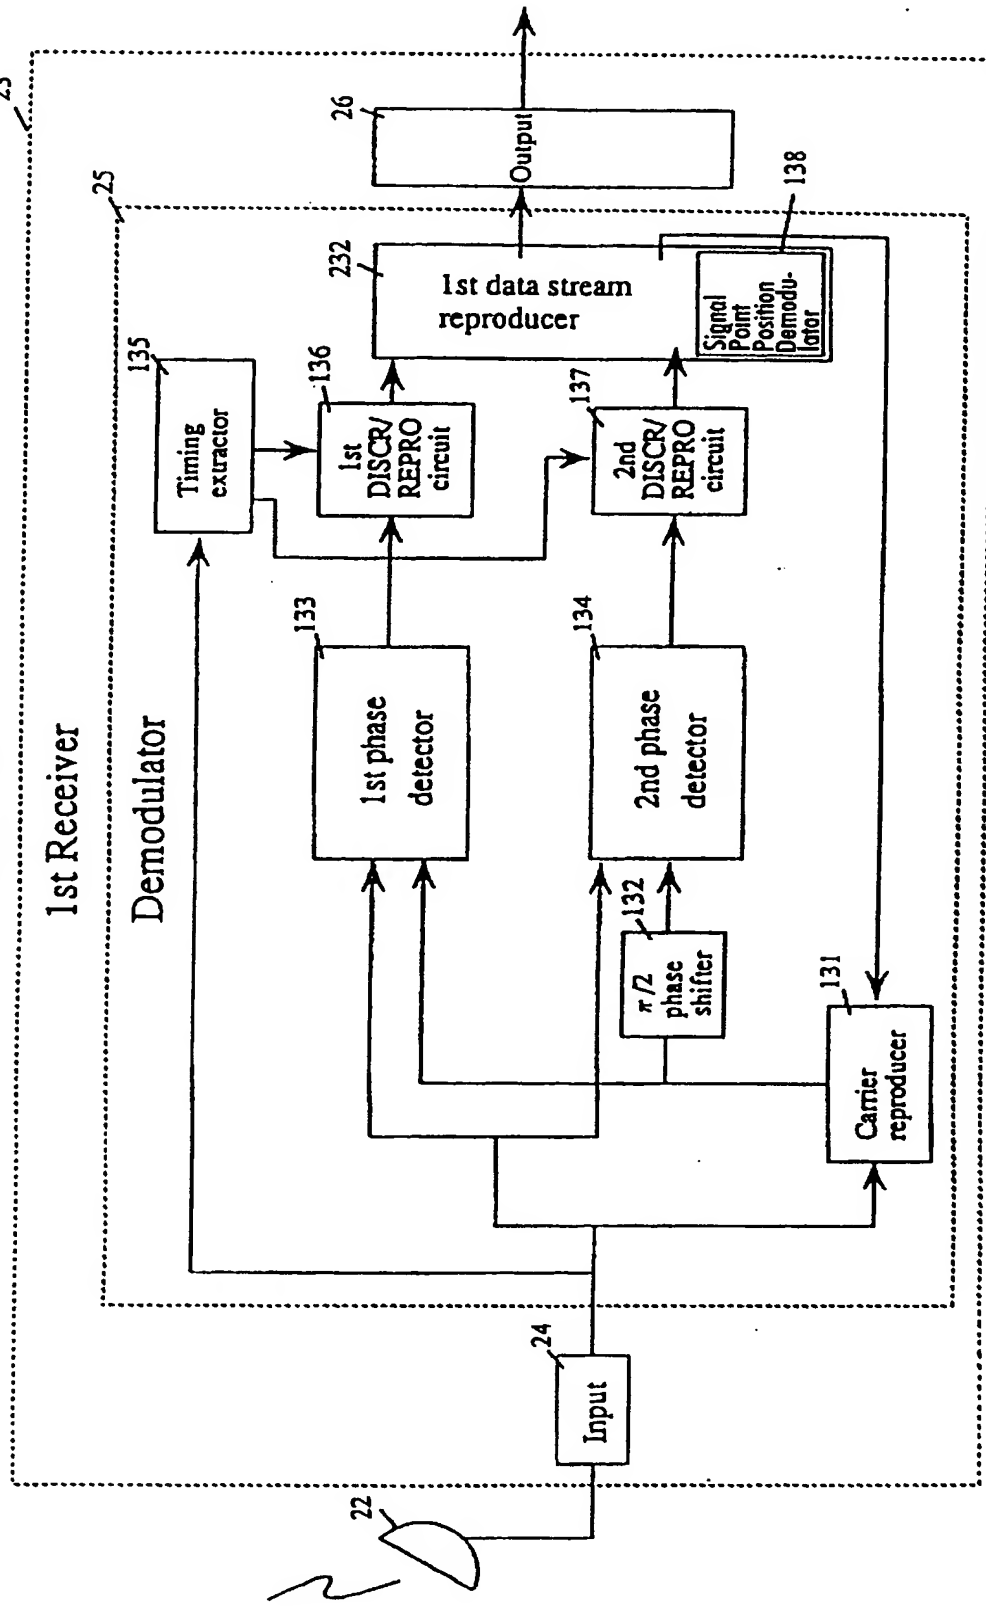 1st Receiver
23
Demodulator
25
22
24
Input
135
Timing
extractor
133
1st phase
detector
136
1st
DISCR/
REPRO
circuit
232
1st data stream
reproducer
26
Output
134
2nd phase
detector
137
2nd
DISCR/
REPRO
circuit
138
Signal
Point
Position
Demodu-
lator
132
π/2
phase
shifter
131
Carrier
reproducer